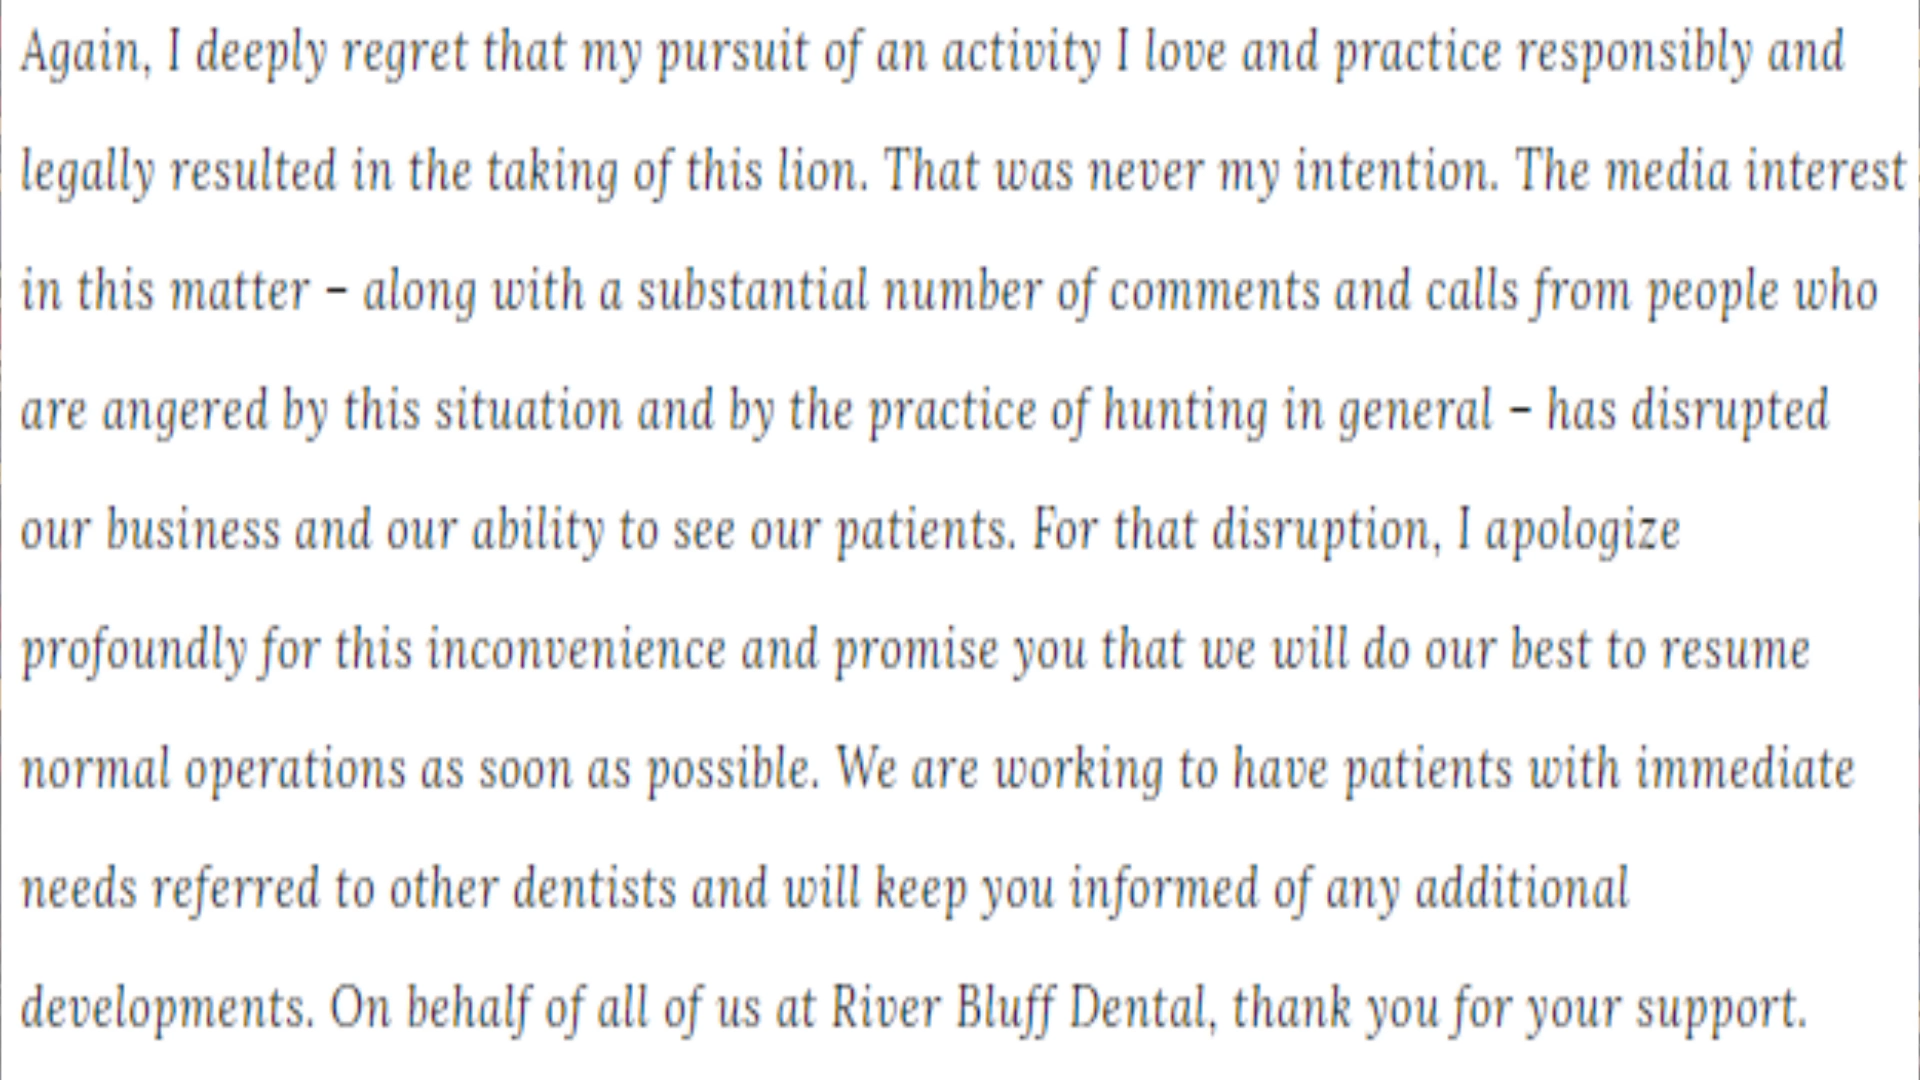 Again, I deeply regret that my pursuit of an activity I love and practice responsibly and
legally resulted in the taking of this lion. That was never my intention. The media interest
in this matter – along with a substantial number of comments and calls from people who
are angered by this situation and by the practice of hunting in general – has disrupted
our business and our ability to see our patients. For that disruption, I apologize
profoundly for this inconvenience and promise you that we will do our best to resume
normal operations as soon as possible. We are working to have patients with immediate
needs referred to other dentists and will keep you informed of any additional
developments. On behalf of all of us at River Bluff Dental, thank you for your support.